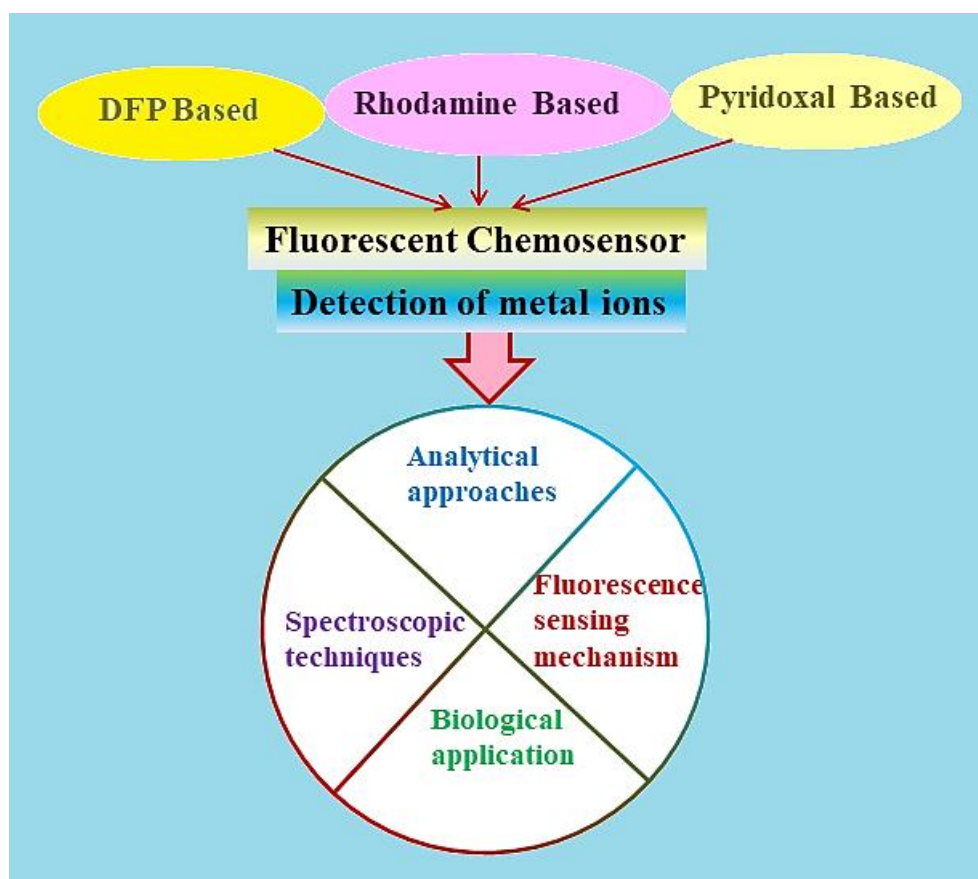 DFP Based
Rhodamine Based
Pyridoxal Based
Fluorescent Chemosensor
Detection of metal ions
Analytical
approaches
Fluorescence
sensing
mechanism
Spectroscopic
techniques
Biological
application